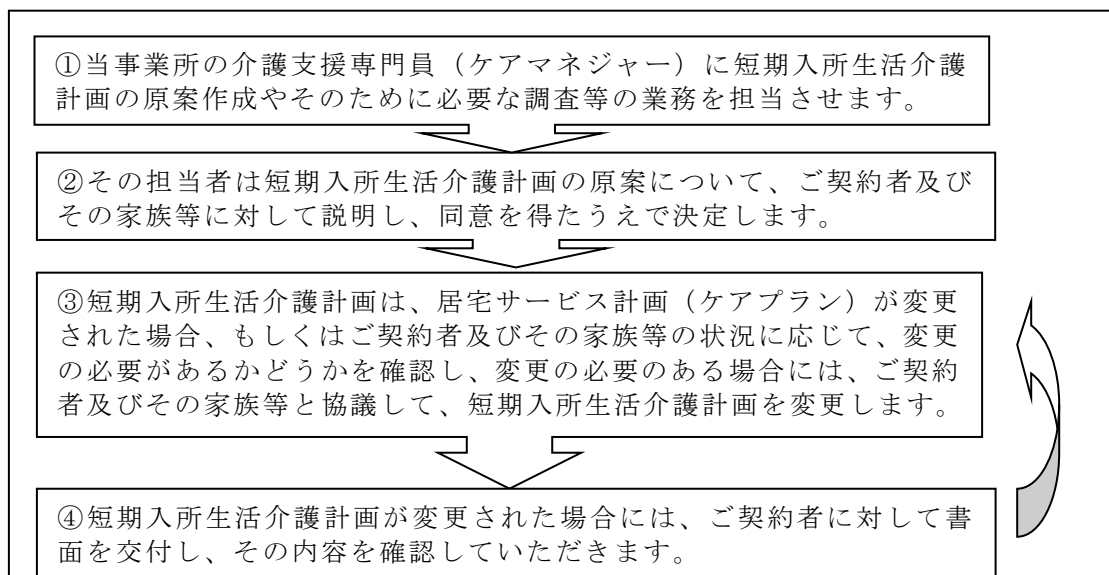 ①当事業所の介護支援専門員（ケアマネジャー）に短期入所生活介護
計画の原案作成やそのために必要な調査等の業務を担当させます。
②その担当者は短期入所生活介護計画の原案について、ご契約者及び
その家族等に対して説明し、同意を得たうえで決定します。
③短期入所生活介護計画は、居宅サービス計画（ケアプラン）が変更
された場合、もしくはご契約者及びその家族等の状況に応じて、変更
の必要があるかどうかを確認し、変更の必要のある場合には、ご契約
者及びその家族等と協議して、短期入所生活介護計画を変更します。
④短期入所生活介護計画が変更された場合には、ご契約者に対して書
面を交付し、その内容を確認していただきます。